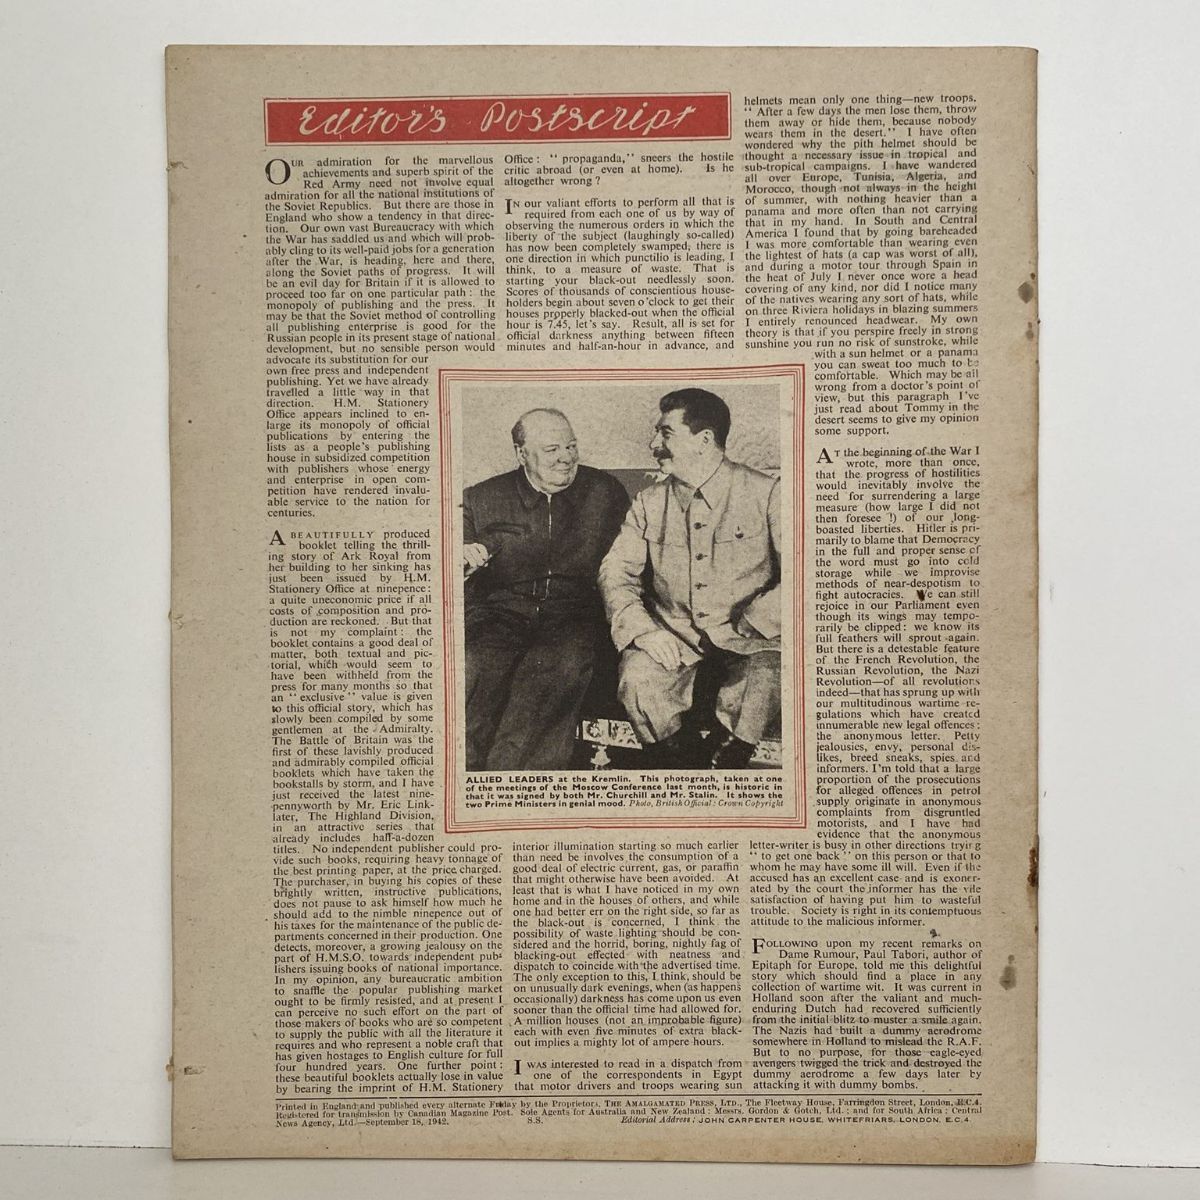 Editor's Postscript
OUR admiration for the marvellous
achievements and superb spirit of the
Red Army need not involve equal
admiration for all the national institutions of
the Soviet Republics. But there are those in
England who show a tendency in that direc-
tion. Our own vast Bureaucracy with which
the War has saddled us and which will prob-
ably cling to its well-paid jobs for a generation
after the War, is heading, here and there,
along the Soviet paths of progress. It will
be an evil day for Britain if it is allowed to
proceed too far on one particular path : the
monopoly of publishing and the press. It
may be that the Soviet method of controlling
all publishing enterprise is good for the
Russian people in its present stage of national
development, but no sensible person would
advocate its substitution for our
own free press and independent
publishing. Yet we have already
travelled a little way in that
direction. H.M. Stationery
Office appears inclined to en-
large its monopoly of official
publications by entering the
lists as a people's publishing
house in subsidized competition
with publishers whose energy
and enterprise in open com-
petition have rendered invalu-
able service to the nation for
centuries.
A BEAUTIFULLY produced
booklet telling the thrill-
ing story of Ark Royal from
her building to her sinking has
just been issued by H.M.
Stationery Office at ninepence :
a quite uneconomic price if all
costs of composition and pro-
duction are reckoned. But that
is not my complaint : the
booklet contains a good deal of
matter, both textual and pic-
torial, which would seem to
have been withheld from the
press for many months so that
an " exclusive " value is given
to this official story, which has
slowly been compiled by some
gentlemen at the Admiralty.
The Battle of Britain was the
first of these lavishly produced
and admirably compiled official
booklets which have taken the
bookstalls by storm, and I have
just received the latest nine-
pennyworth by Mr. Eric Link-
later, The Highland Division,
in an attractive series that
already includes half-a-dozen
titles. No independent publisher could pro-
vide such books, requiring heavy tonnage of
the best printing paper, at the price charged.
The purchaser, in buying his copies of these
brightly written, instructive publications,
does not pause to ask himself how much he
should add to the nimble ninepence out of
his taxes for the maintenance of the public de-
partments concerned in their production. One
detects, moreover, a growing jealousy on the
part of H.M.S.O. towards independent pub-
lishers issuing books of national importance.
In my opinion, any bureaucratic ambition
to snaffle the popular publishing market
ought to be firmly resisted, and at present I
can perceive no such effort on the part of
those makers of books who are so competent
to supply the public with all the literature it
requires and who represent a noble craft that
has given hostages to English culture for full
four hundred years. One further point :
these beautiful booklets actually lose in value
by bearing the imprint of H.M. Stationery
Office : " propaganda," sneers the hostile
critic abroad (or even at home). Is he
altogether wrong ?
IN our valiant efforts to perform all that is
required from each one of us by way of
observing the numerous orders in which the
liberty of the subject (laughingly so-called)
has now been completely swamped, there is
one direction in which punctilio is leading, I
think, to a measure of waste. That is
starting your black-out needlessly soon.
Scores of thousands of conscientious house-
holders begin about seven o'clock to get their
houses properly blacked-out when the official
hour is 7.45, let's say. Result, all is set for
official darkness anything between fifteen
minutes and half-an-hour in advance, and
ALLIED LEADERS at the Kremlin. This photograph, taken at one
of the meetings of the Moscow Conference last month, is historic in
that it was signed by both Mr. Churchill and Mr. Stalin. It shows the
two Prime Ministers in genial mood. Photo, British Official : Crown Copyright
interior illumination starting so much earlier
than need be involves the consumption of a
good deal of electric current, gas, or paraffin
that might otherwise have been avoided. At
least that is what I have noticed in my own
home and in the houses of others, and while
one had better err on the right side, so far as
the black-out is concerned, I think the
possibility of waste lighting should be con-
sidered and the horrid, boring, nightly fag of
blacking-out effected with neatness and
dispatch to coincide with the advertised time.
The only exception to this, I think, should be
on unusually dark evenings, when (as happens
occasionally) darkness has come upon us even
sooner than the official time had allowed for.
A million houses (not an improbable figure)
each with even five minutes of extra black-
out implies a mighty lot of ampere hours.
I WAS interested to read in a dispatch from
one of the correspondents in Egypt
that motor drivers and troops wearing sun
helmets mean only one thing—new troops.
" After a few days the men lose them, throw
them away or hide them, because nobody
wears them in the desert." I have often
wondered why the pith helmet should be
thought a necessary issue in tropical and
sub-tropical campaigns. I have wandered
all over Europe, Tunisia, Algeria, and
Morocco, though not always in the height
of summer, with nothing heavier than a
panama and more often than not carrying
that in my hand. In South and Central
America I found that by going bareheaded
I was more comfortable than wearing even
the lightest of hats (a cap was worst of all),
and during a motor tour through Spain in
the heat of July I never once wore a head
covering of any kind, nor did I notice many
of the natives wearing any sort of hats, while
on three Riviera holidays in blazing summers
I entirely renounced headwear. My own
theory is that if you perspire freely in strong
sunshine you run no risk of sunstroke, while
with a sun helmet or a panama
you can sweat too much to be
comfortable. Which may be all
wrong from a doctor's point of
view, but this paragraph I've
just read about Tommy in the
desert seems to give my opinion
some support.
AT the beginning of the War I
wrote, more than once,
that the progress of hostilities
would inevitably involve the
need for surrendering a large
measure (how large I did not
then foresee !) of our long-
boasted liberties. Hitler is pri-
marily to blame that Democracy
in the full and proper sense of
the word must go into cold
storage while we improvise
methods of near-despotism to
fight autocracies. We can still
rejoice in our Parliament even
though its wings may tempo-
rarily be clipped : we know its
full feathers will sprout again.
But there is a detestable feature
of the French Revolution, the
Russian Revolution, the Nazi
Revolution—of all revolutions
indeed—that has sprung up with
our multitudinous wartime re-
gulations which have created
innumerable new legal offences :
the anonymous letter. Petty
jealousies, envy, personal dis-
likes, breed sneaks, spies and
informers. I'm told that a large
proportion of the prosecutions
for alleged offences in petrol
supply originate in anonymous
complaints from disgruntled
motorists, and I have had
evidence that the anonymous
letter-writer is busy in other directions trying
" to get one back " on this person or that to
whom he may have some ill will. Even if the
accused has an excellent case and is exoner-
ated by the court the informer has the vile
satisfaction of having put him to wasteful
trouble. Society is right in its contemptuous
attitude to the malicious informer.
FOLLOWING upon my recent remarks on
Dame Rumour, Paul Tabori, author of
Epitaph for Europe, told me this delightful
story which should find a place in any
collection of wartime wit. It was current in
Holland soon after the valiant and much-
enduring Dutch had recovered sufficiently
from the initial blitz to muster a smile again.
The Nazis had built a dummy aerodrome
somewhere in Holland to mislead the R.A.F.
But to no purpose, for those eagle-eyed
avengers twigged the trick and destroyed the
dummy aerodrome a few days later by
attacking it with dummy bombs.
Printed in England and published every alternate Friday by the Proprietors, THE AMALGAMATED PRESS, LTD., The Fleetway House, Farringdon Street, London, E.C.4.
Registered for transmission by Canadian Magazine Post. Sole Agents for Australia and New Zealand : Messrs. Gordon & Gotch, Ltd. ; and for South Africa : Central
News Agency, Ltd.—September 18, 1942. S.S. Editorial Address : JOHN CARPENTER HOUSE, WHITEFRIARS, LONDON, E.C.4.